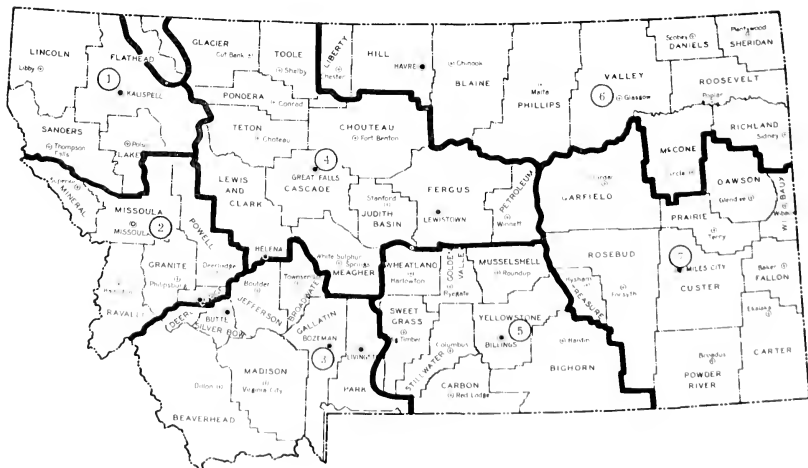 LINCOLN
Libby
FLATHEAD
1
KALISPELL
SANDERS
Thompson Falls
Polson
LAKE
GLACIER
Cut Bank
TOOLE
Shelby
LIBERTY
Chester
HILL
HAVRE
Chinook
BLAINE
Malta
PHILLIPS
VALLEY
6
Glasgow
Scobey
DANIELS
Plentywood
SHERIDAN
ROOSEVELT
Poplar
RICHLAND
Sidney
PONDERA
Conrad
TETON
Choteau
CHOUTEAU
Fort Benton
4
GREAT FALLS
CASCADE
LEWIS
AND
CLARK
Stanford
JUDITH
BASIN
FERGUS
LEWISTOWN
PETROLEUM
Winnett
GARFIELD
McCONE
Circle
DAWSON
Glendive
PRAIRIE
Terry
MINERAL
Superior
MISSOULA
MISSOULA
2
POWELL
Deerlodge
GRANITE
Philipsburg
RAVALLI
Hamilton
HELENA
Boulder
Townsend
JEFFERSON
BROADWATER
White Sulphur
Springs
MEAGHER
WHEATLAND
Harlowton
GOLDEN
VALLEY
Ryegate
MUSSELSHELL
Roundup
ROSEBUD
Forsyth
Hysham
TREASURE
7
MILES CITY
CUSTER
Baker
FALLON
Ekalaka
CARTER
Broadus
POWDER
RIVER
DEER
BUTTE
SILVER BOW
GALLATIN
BOZEMAN
3
LIVINGSTON
PARK
SWEET
GRASS
Big Timber
STILLWATER
Columbus
YELLOWSTONE
5
BILLINGS
Hardin
BIGHORN
CARBON
Red Lodge
MADISON
Virginia City
Dillon
BEAVERHEAD